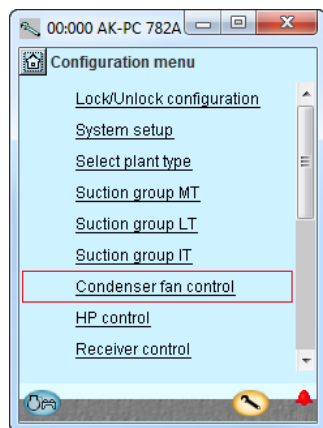 00:000 AK-PC 782A
Configuration menu
Lock/Unlock configuration
System setup
Select plant type
Suction group MT
Suction group LT
Suction group IT
Condenser fan control
HP control
Receiver control